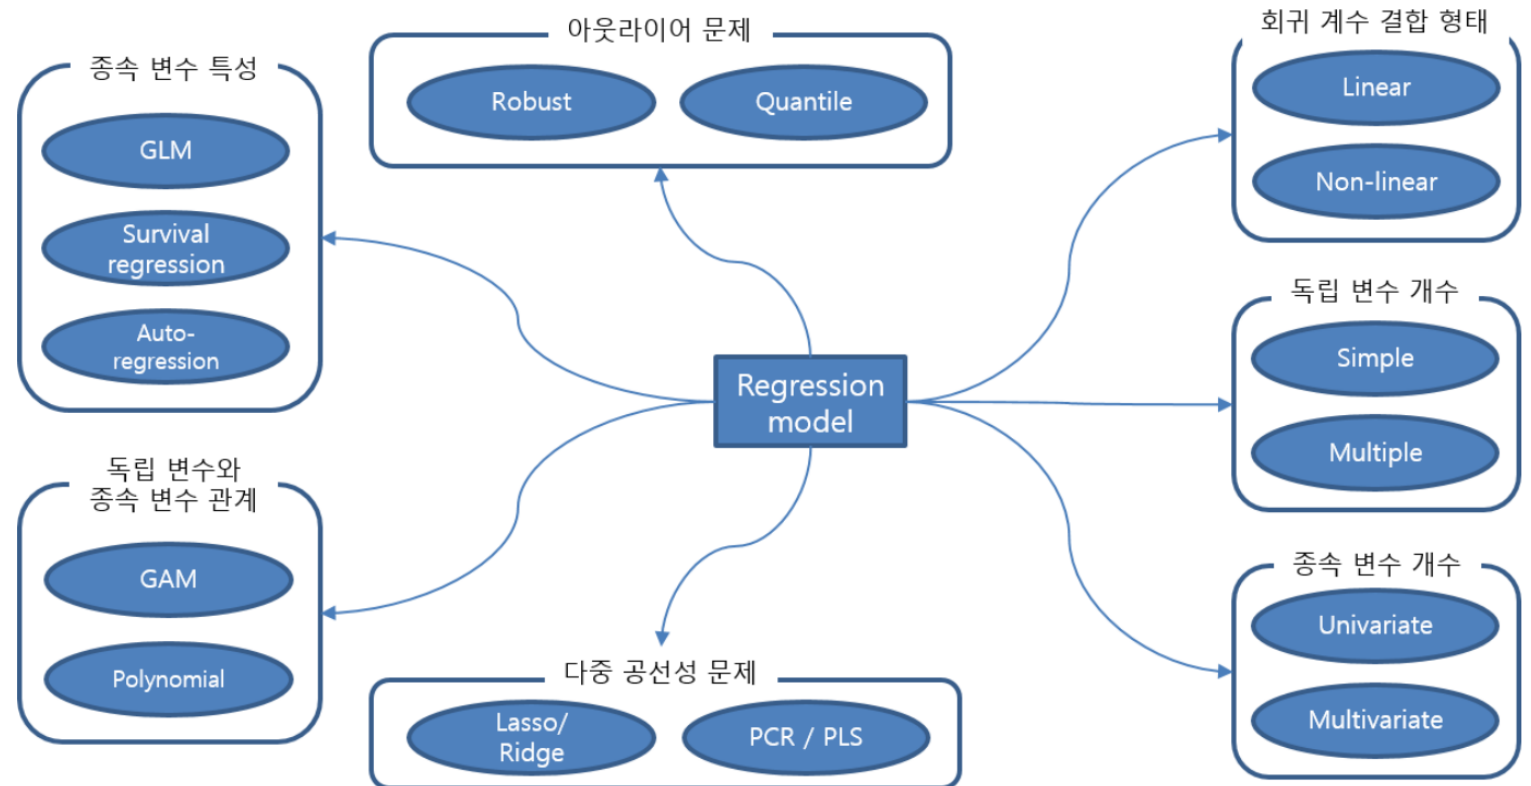 아웃라이어 문제
Robust
Quantile
회귀 계수 결합 형태
Linear
Non-linear
종속 변수 특성
GLM
Survival
regression
Auto-
regression
독립 변수 개수
Simple
Multiple
Regression
model
독립 변수와
종속 변수 관계
GAM
Polynomial
다중 공선성 문제
Lasso/
Ridge
PCR / PLS
종속 변수 개수
Univariate
Multivariate